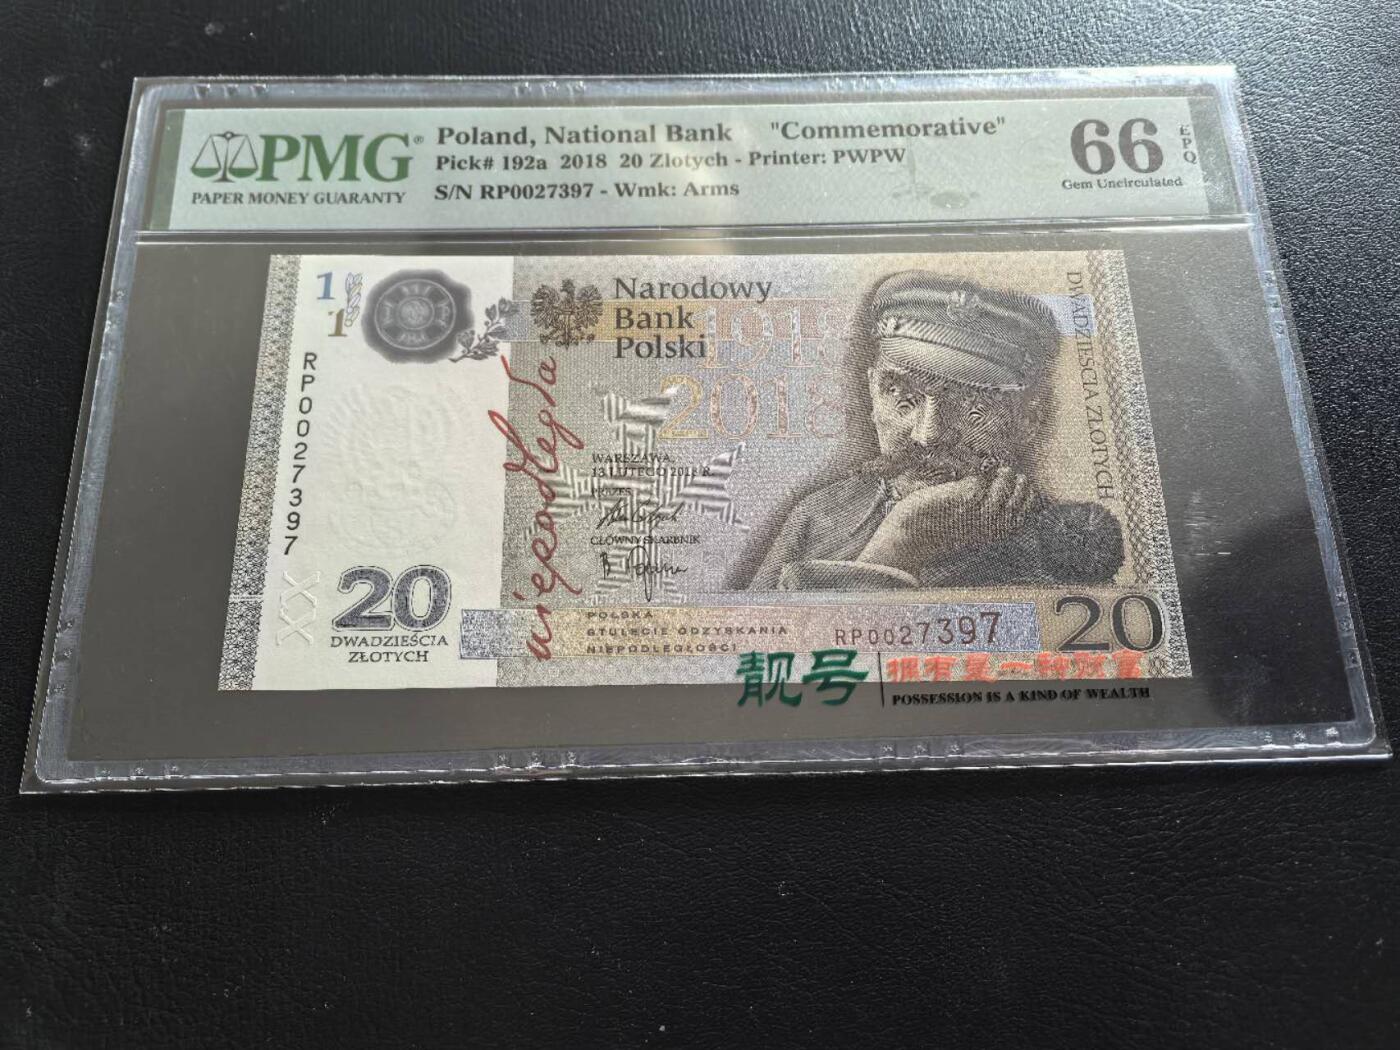 PMG®
PAPER MONEY GUARANTY
Poland, National Bank "Commemorative"
Pick# 192a 2018 20 Zlotych - Printer: PWPW
S/N RP0027397 - Wmk: Arms
66 EPQ
Gem Uncirculated
1
1
RP0027397
Narodowy
Bank
Polski
1918
2018
niepodległa
WARSZAWA,
13 LUTEGO 2018 R.
PREZES
GŁÓWNY SKARBNIK
DWADZIEŚCIA ZŁOTYCH
XX
20
DWADZIEŚCIA
ZŁOTYCH
POLSKA
STULECIE ODZYSKANIA
NIEPODLEGŁOŚCI
RP0027397
20
靓号
拥有是一种财富
POSSESSION IS A KIND OF WEALTH